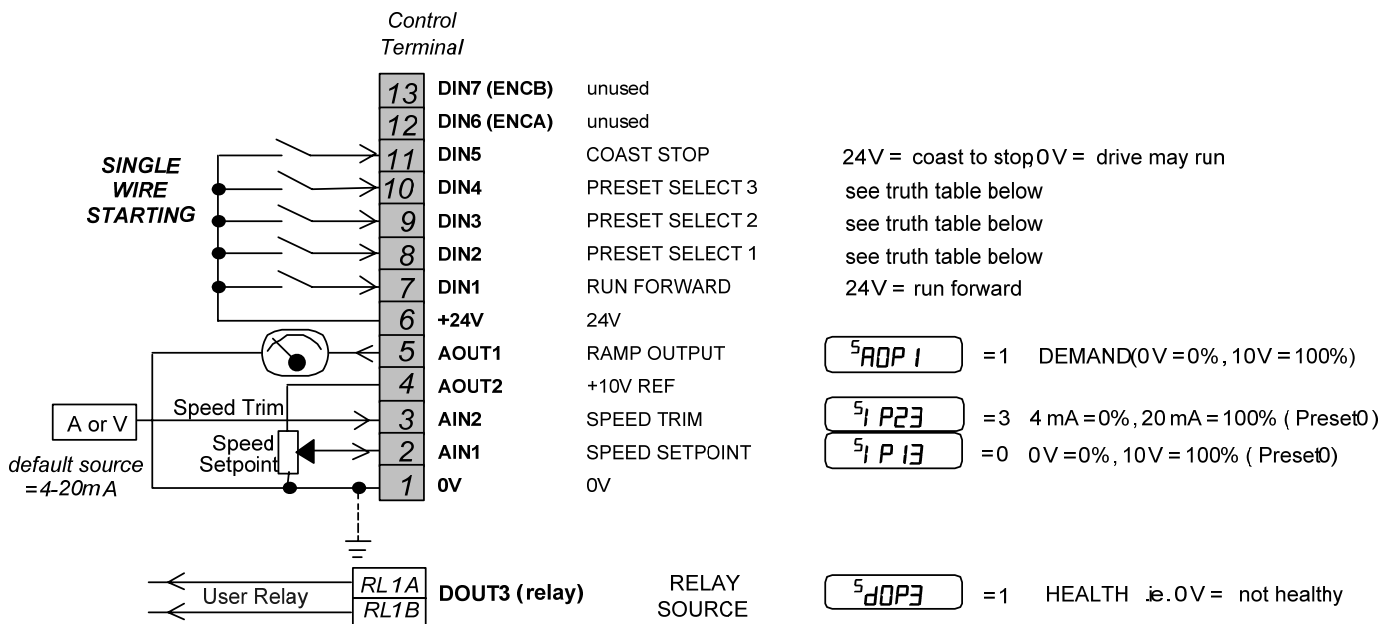 Control
Terminal
13 DIN7 (ENCB) unused
12 DIN6 (ENCA) unused
11 DIN5 COAST STOP 24V = coast to stop 0V = drive may run
SINGLE
WIRE
STARTING
10 DIN4 PRESET SELECT 3 see truth table below
9 DIN3 PRESET SELECT 2 see truth table below
8 DIN2 PRESET SELECT 1 see truth table below
7 DIN1 RUN FORWARD 24V = run forward
6 +24V 24V
5 AOUT1 RAMP OUTPUT SAOP1 =1 DEMAND(0V =0%, 10V = 100%)
4 AOUT2 +10V REF
A or V Speed Trim 3 AIN2 SPEED TRIM SIP23 =3 4 mA = 0%, 20 mA = 100% ( Preset0)
Speed
Setpoint 2 AIN1 SPEED SETPOINT SIP13 =0 0V =0%, 10V = 100% ( Preset0)
default source
=4-20mA
1 0V 0V
User Relay RL1A
RL1B
DOUT3 (relay) RELAY
SOURCE
SdOP3 =1 HEALTH .ie. 0V = not healthy